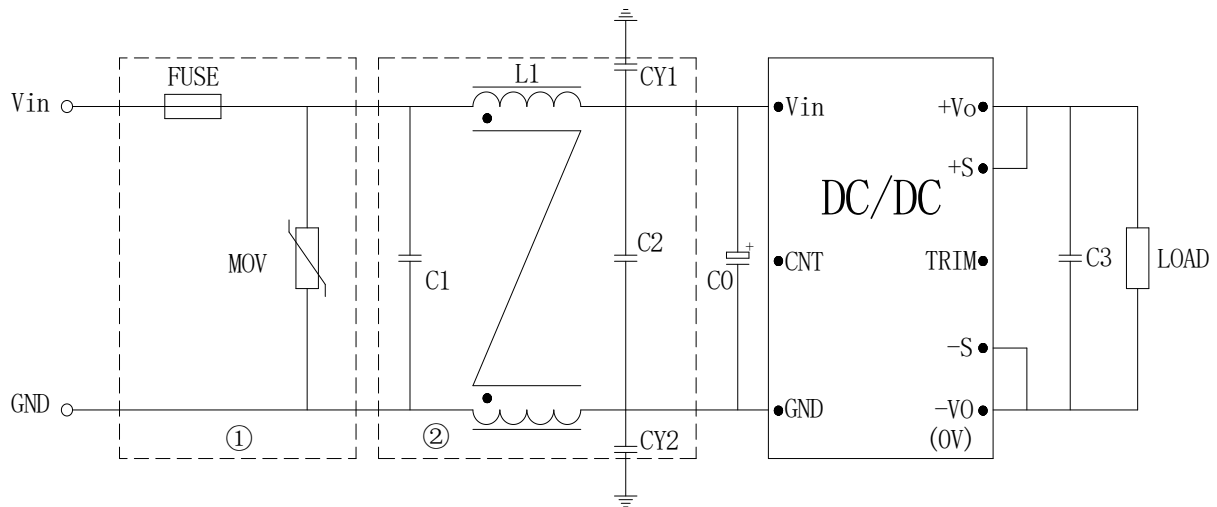 FUSE
L1
CY1
Vin
Vin
+Vo
+S
DC/DC
MOV
C1
C2
+
C0
CNT
TRIM
C3
LOAD
-S
GND
GND
-VO
(0V)
①
②
CY2